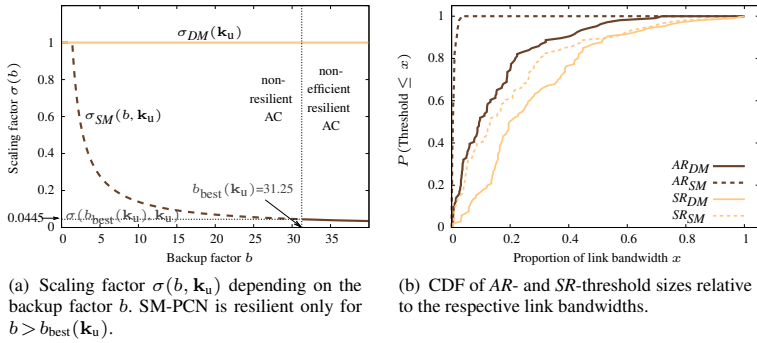 Scaling factor σ(b)
1
0.8
0.6
0.4
0.2
0.0445
0
0 5 10 15 20 25 30 35
Backup factor b
σDM(ku)
σSM(b, ku)
non-resilient AC
non-efficient resilient AC
bbest(ku)=31.25
σ(bbest(ku), ku)
(a) Scaling factor σ(b, ku) depending on the
backup factor b. SM-PCN is resilient only for
b > bbest(ku).
P(Threshold ≤ x)
1
0.8
0.6
0.4
0.2
0
0 0.2 0.4 0.6 0.8 1
Proportion of link bandwidth x
ARDM
ARSM
SRDM
SRSM
(b) CDF of AR- and SR-threshold sizes relative
to the respective link bandwidths.